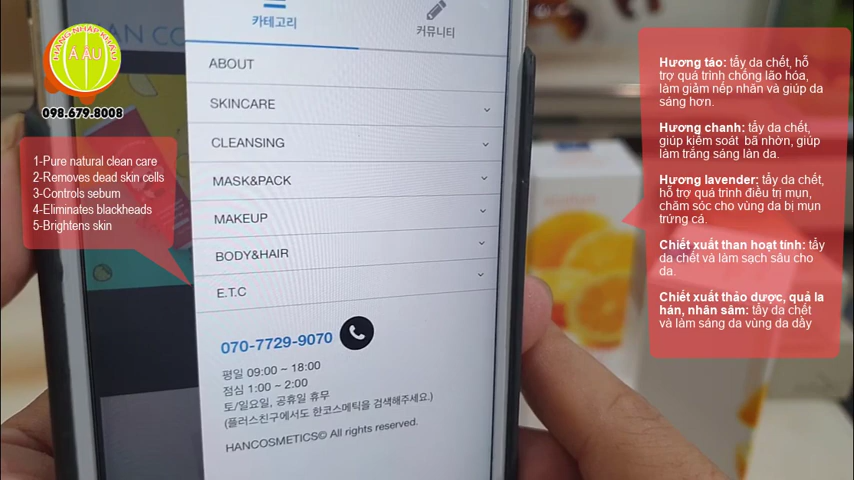 HÀNG NHẬP KHẨU
Á ÂU
098.679.8008
1-Pure natural clean care
2-Removes dead skin cells
3-Controls sebum
4-Eliminates blackheads
5-Brightens skin
AN CO
카테고리
커뮤니티
ABOUT
SKINCARE
CLEANSING
MASK&PACK
MAKEUP
BODY&HAIR
E.T.C
070-7729-9070
평일 09:00 ~ 18:00
점심 1:00 ~ 2:00
토/일요일, 공휴일 휴무
(플러스친구에서도 한코스메틱을 검색해주세요.)
HANCOSMETICS© All rights reserved.
Hương táo: tẩy da chết, hỗ
trợ quá trình chống lão hóa,
làm giảm nếp nhăn và giúp da
sáng hơn.
Hương chanh: tẩy da chết,
giúp kiểm soát bã nhờn, giúp
làm trắng sáng làn da.
Hương lavender: tẩy da chết,
hỗ trợ quá trình điều trị mụn,
chăm sóc cho vùng da bị mụn
trứng cá.
Chiết xuất than hoạt tính: tẩy
da chết và làm sạch sâu cho
da.
Chiết xuất thảo dược, quả la
hán, nhân sâm: tẩy da chết
và làm sáng da vùng da dầy